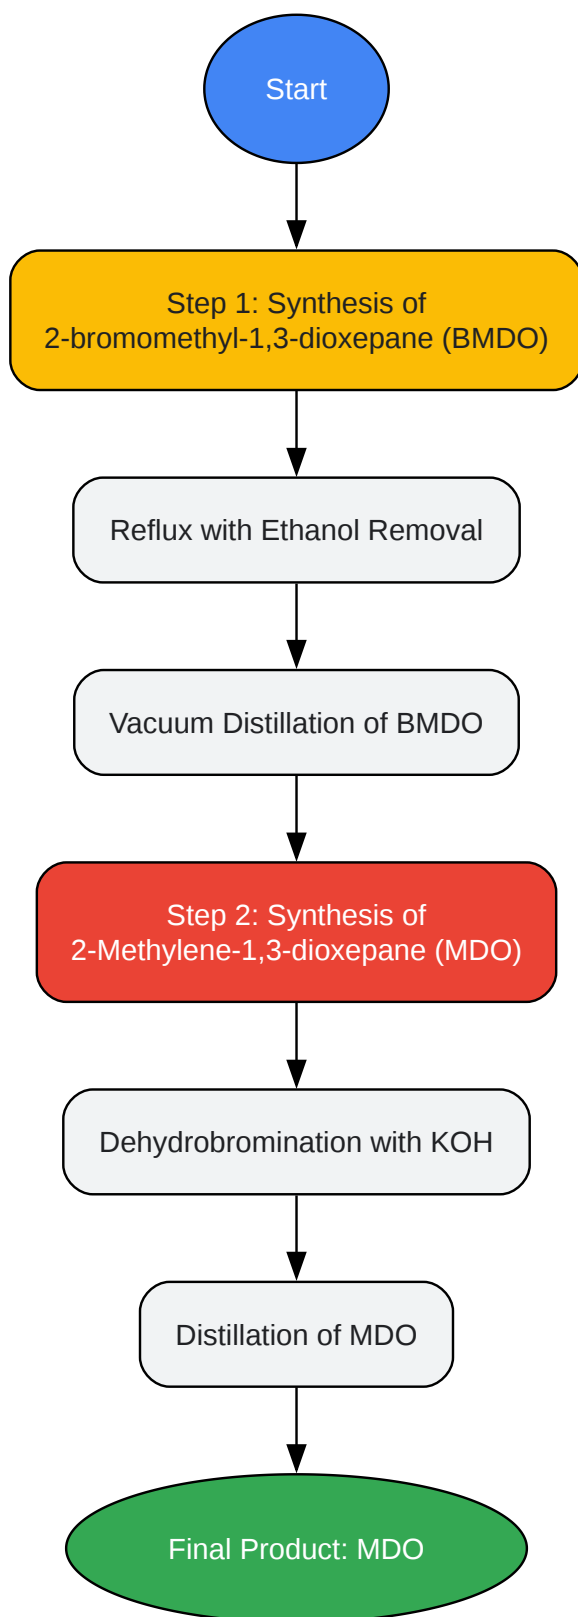 Start
Step 1: Synthesis of
2-bromomethyl-1,3-dioxepane (BMDO)
Reflux with Ethanol Removal
Vacuum Distillation of BMDO
Step 2: Synthesis of
2-Methylene-1,3-dioxepane (MDO)
Dehydrobromination with KOH
Distillation of MDO
Final Product: MDO